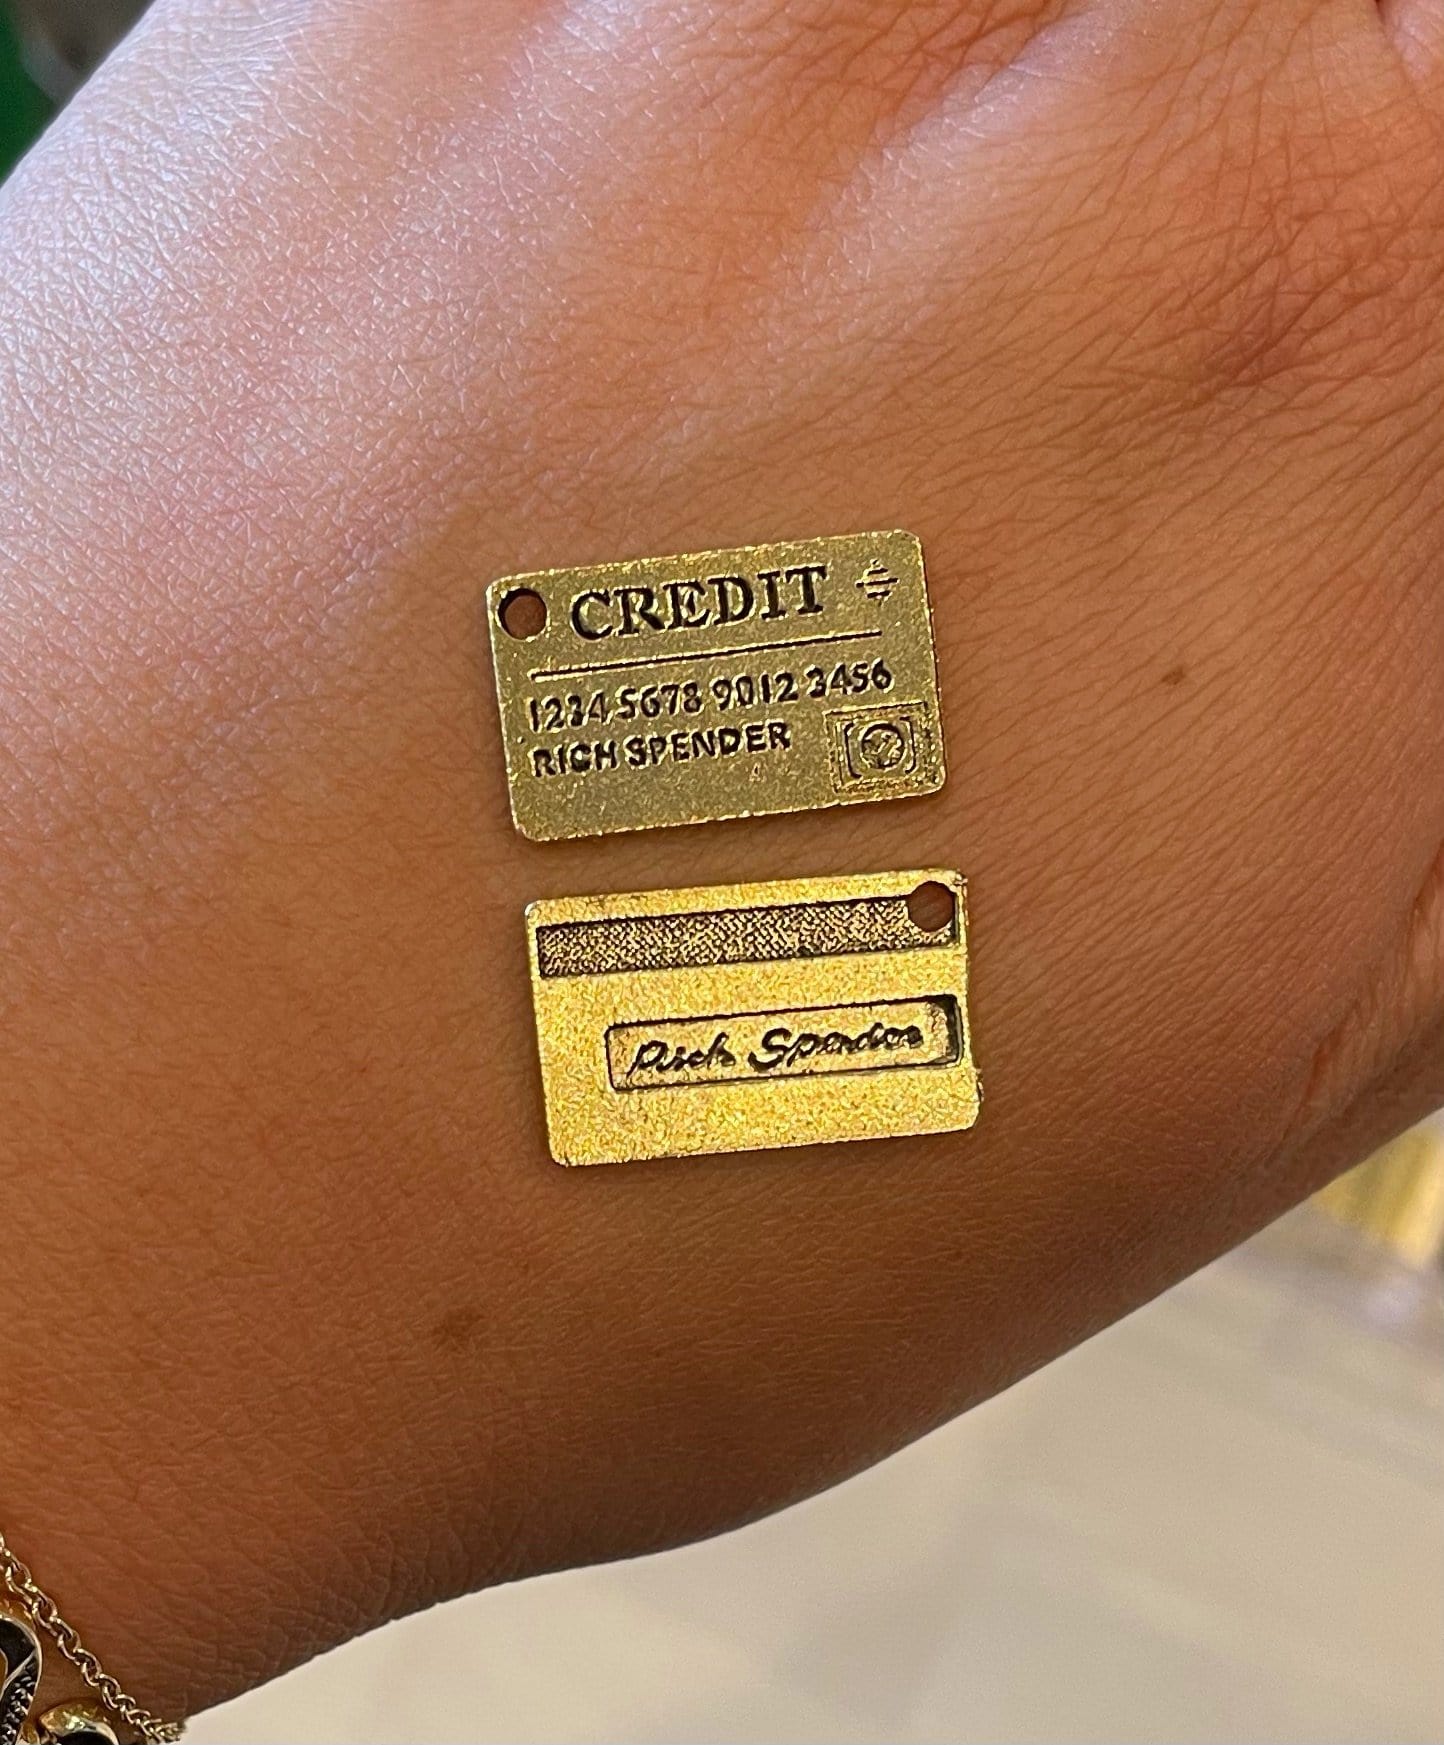 CREDIT
1234 5678 9012 3456
RICH SPENDER
Rich Spender